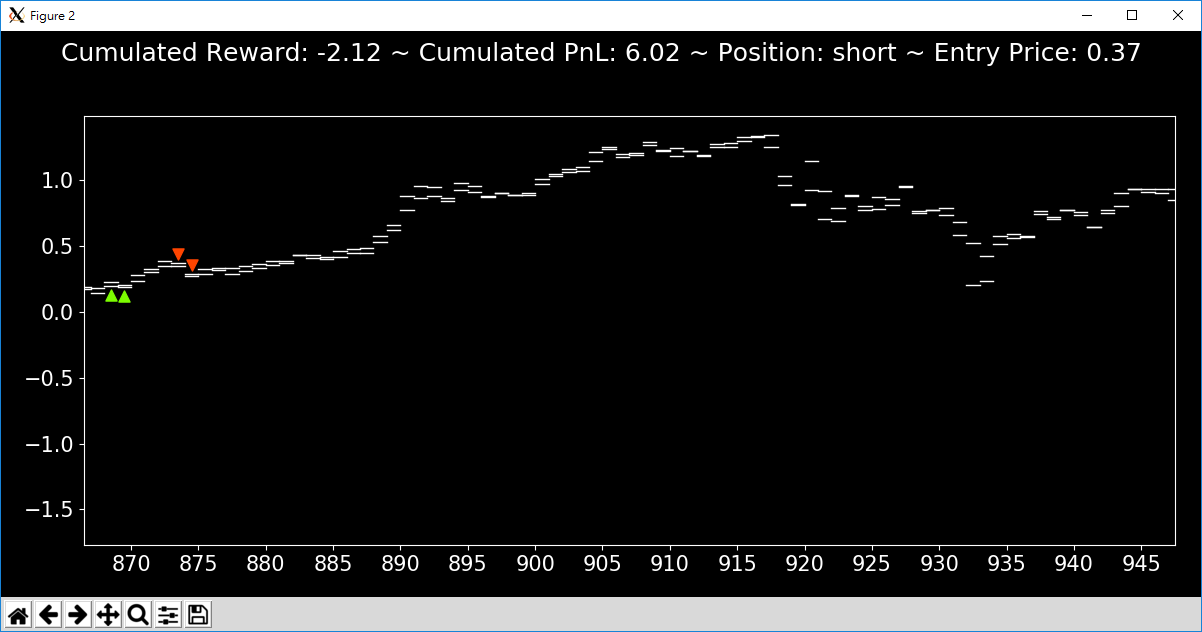 Figure 2
Cumulated Reward: -2.12 ~ Cumulated PnL: 6.02 ~ Position: short ~ Entry Price: 0.37
1.0
0.5
0.0
−0.5
−1.0
−1.5
870 875 880 885 890 895 900 905 910 915 920 925 930 935 940 945